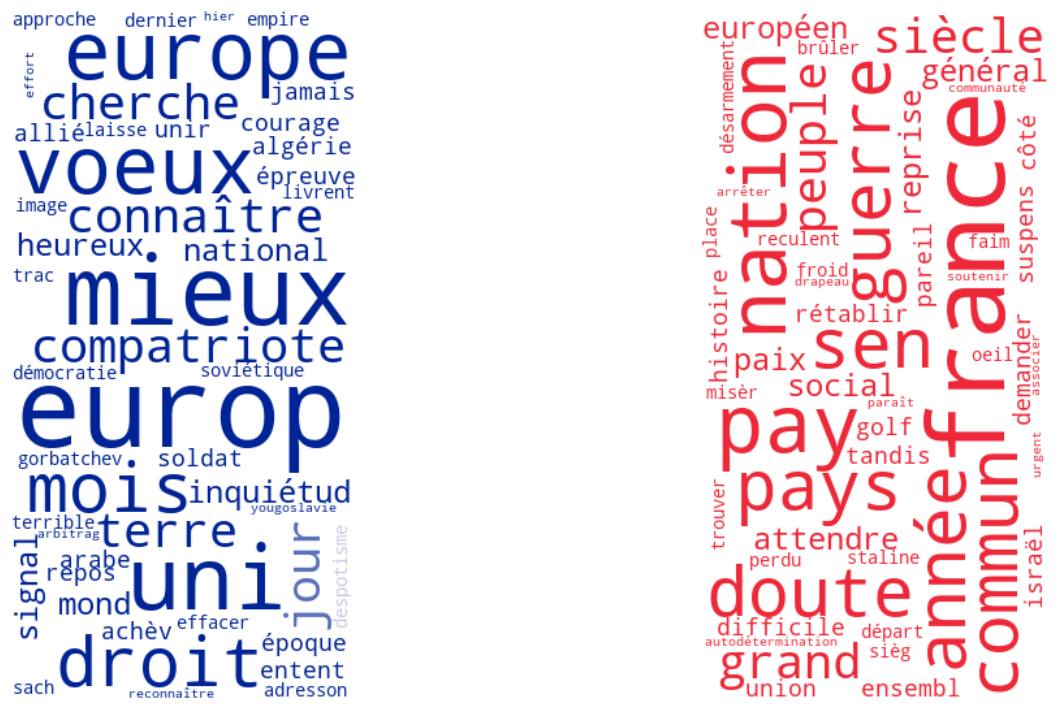 approche
dernier
hier
empire
europe
effort
cherche
jamais
allié
laisse
unir
courage
algérie
voeux
épreuve
livrent
image
connaître
heureux
national
trac
mieux
compatriote
démocratie
soviétique
europ
gorbatchev
soldat
mois
inquiétud
yougoslavie
terrible
arbitrag
terre
jour
despotisme
signal
arabe
repos
uni
mond
achèv
effacer
époque
droit
entent
sach
reconnaître
adresson
européen
siècle
brûler
général
communauté
désarmement
nation
peuple
guerre
reprise
france
côté
suspens
arrêter
place
reculent
pareil
faim
froid
drapeau
soutenir
histoire
rétablir
sen
paix
oeil
demander
associer
misèr
social
paraît
pay
golf
tandis
urgent
pays
année
commun
trouver
attendre
perdu
staline
israël
doute
difficile
départ
autodétermination
sièg
grand
union
ensembl